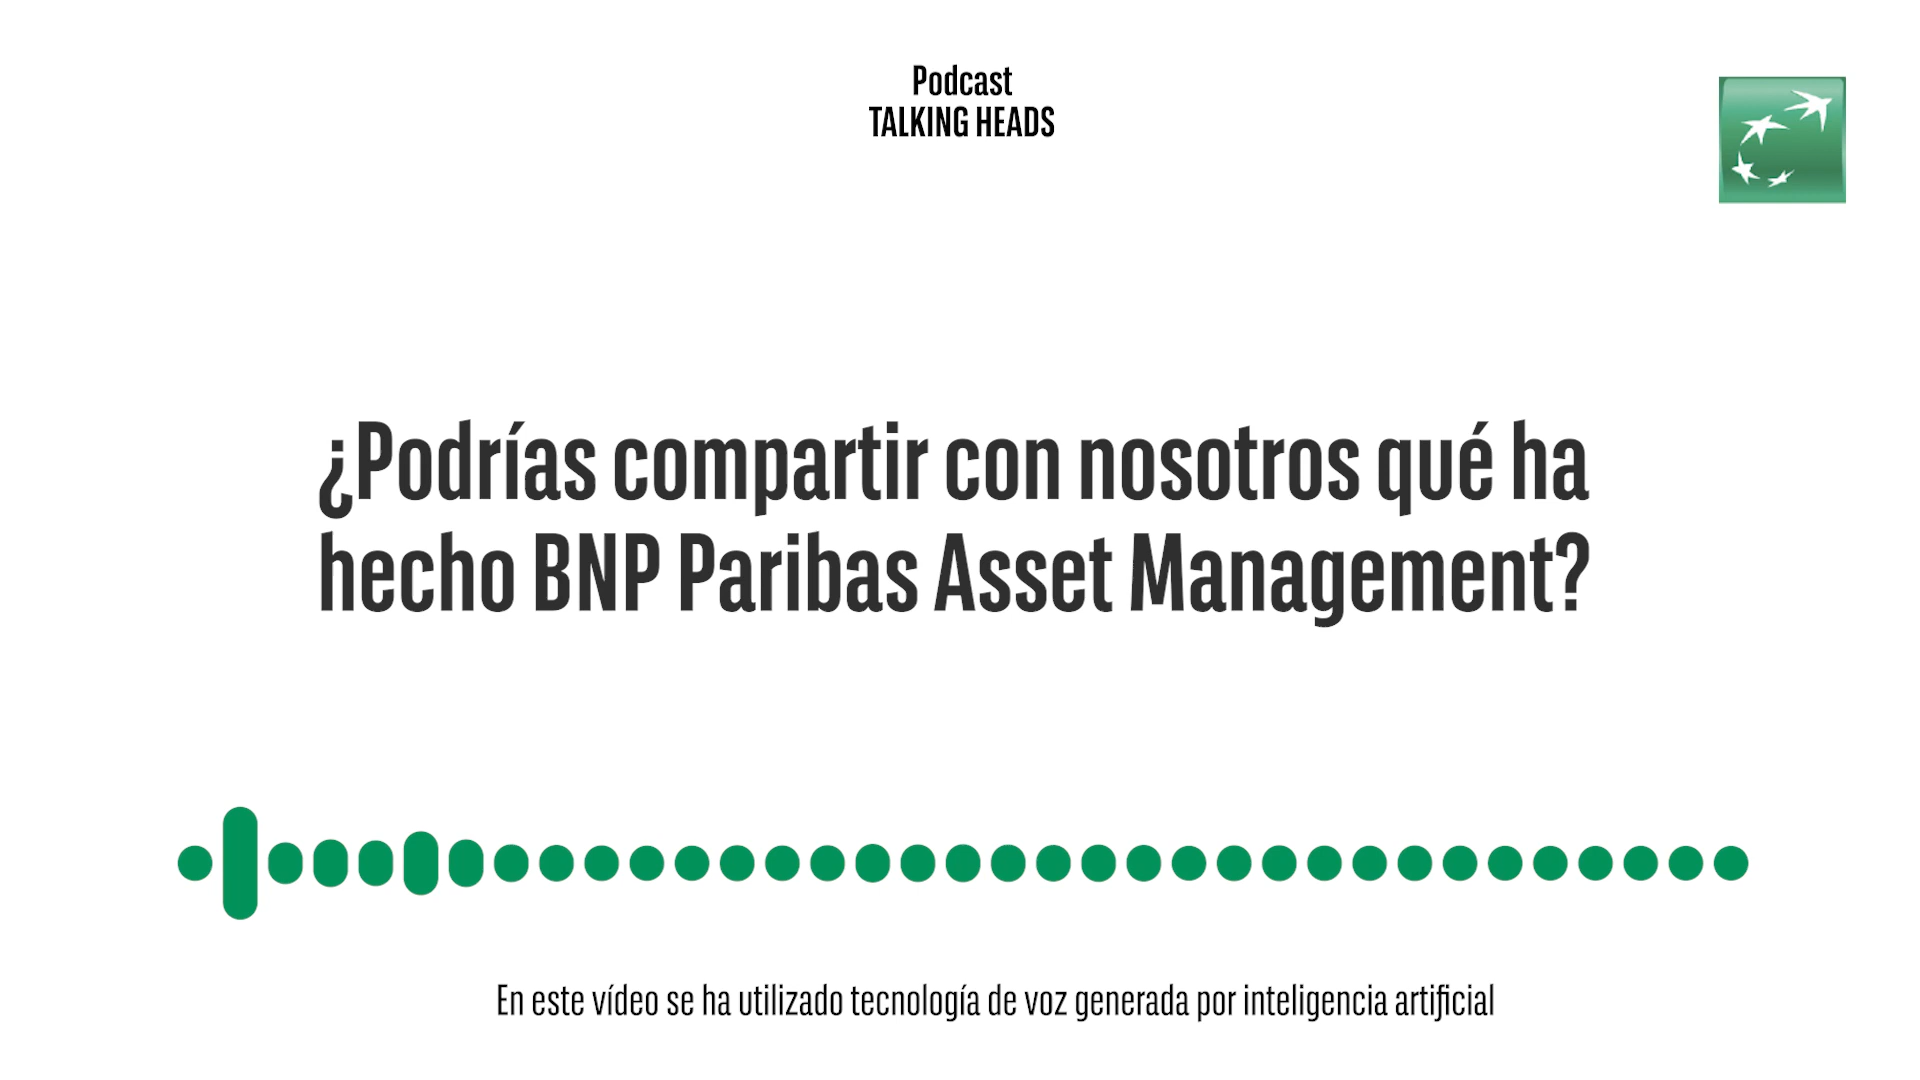 Podcast
TALKING HEADS
¿Podrías compartir con nosotros qué ha
hecho BNP Paribas Asset Management?
En este vídeo se ha utilizado tecnología de voz generada por inteligencia artificial